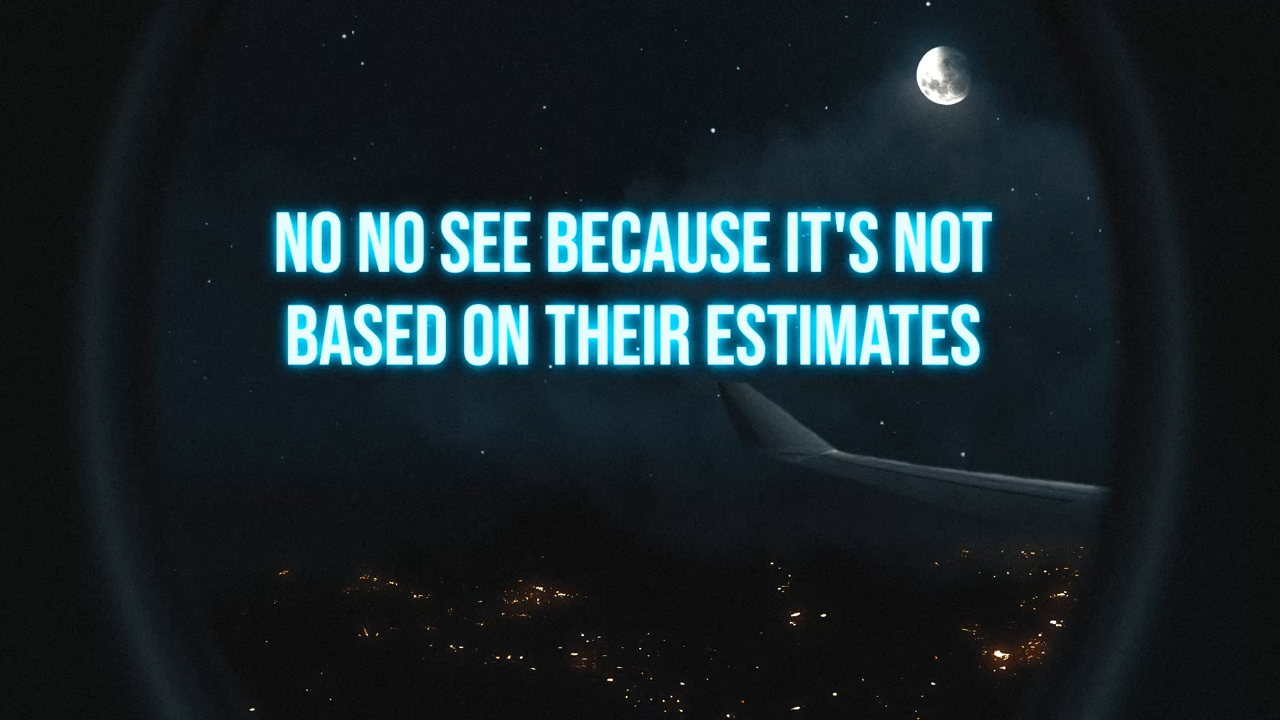 NO NO SEE BECAUSE IT'S NOT
BASED ON THEIR ESTIMATES